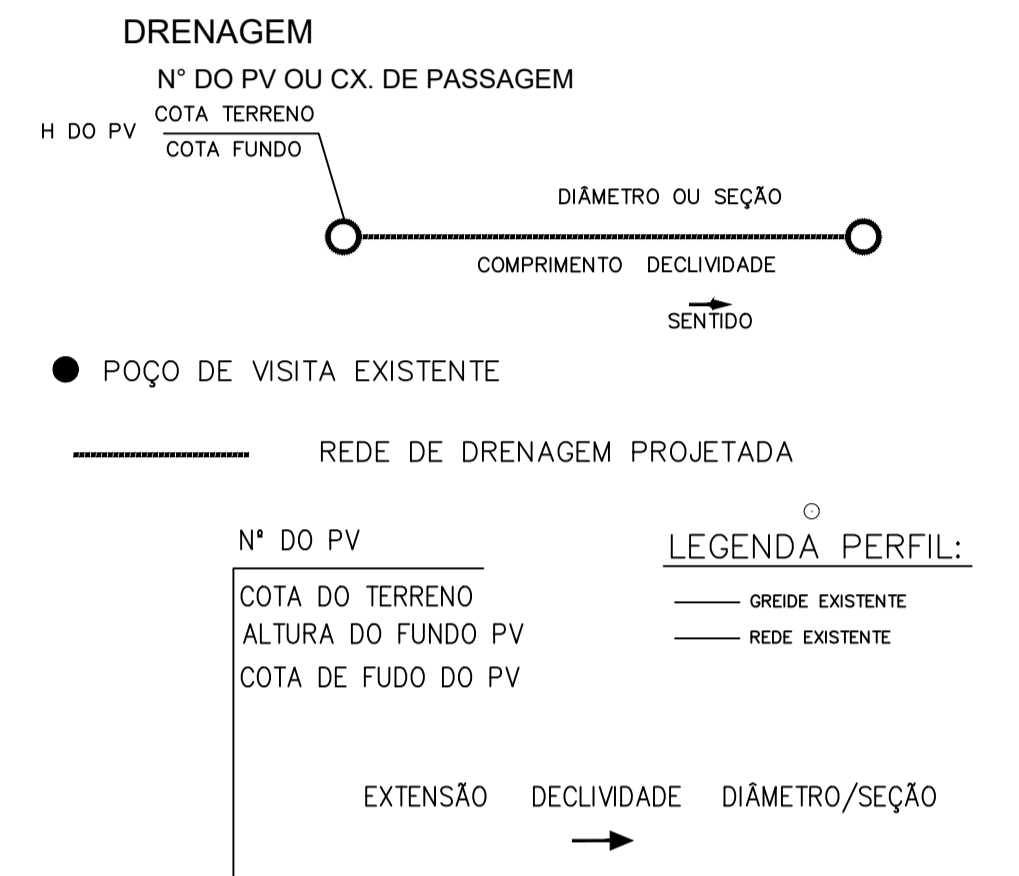 DRENAGEM
N° DO PV OU CX. DE PASSAGEM
COTA TERRENO
H DO PV
COTA FUNDO
DIÂMETRO OU SEÇÃO
COMPRIMENTO DECLIVIDADE
SENTIDO
POÇO DE VISITA EXISTENTE
REDE DE DRENAGEM PROJETADA
Nº DO PV
COTA DO TERRENO
ALTURA DO FUNDO PV
COTA DE FUDO DO PV
LEGENDA PERFIL:
GREIDE EXISTENTE
REDE EXISTENTE
EXTENSÃO DECLIVIDADE DIÂMETRO/SEÇÃO